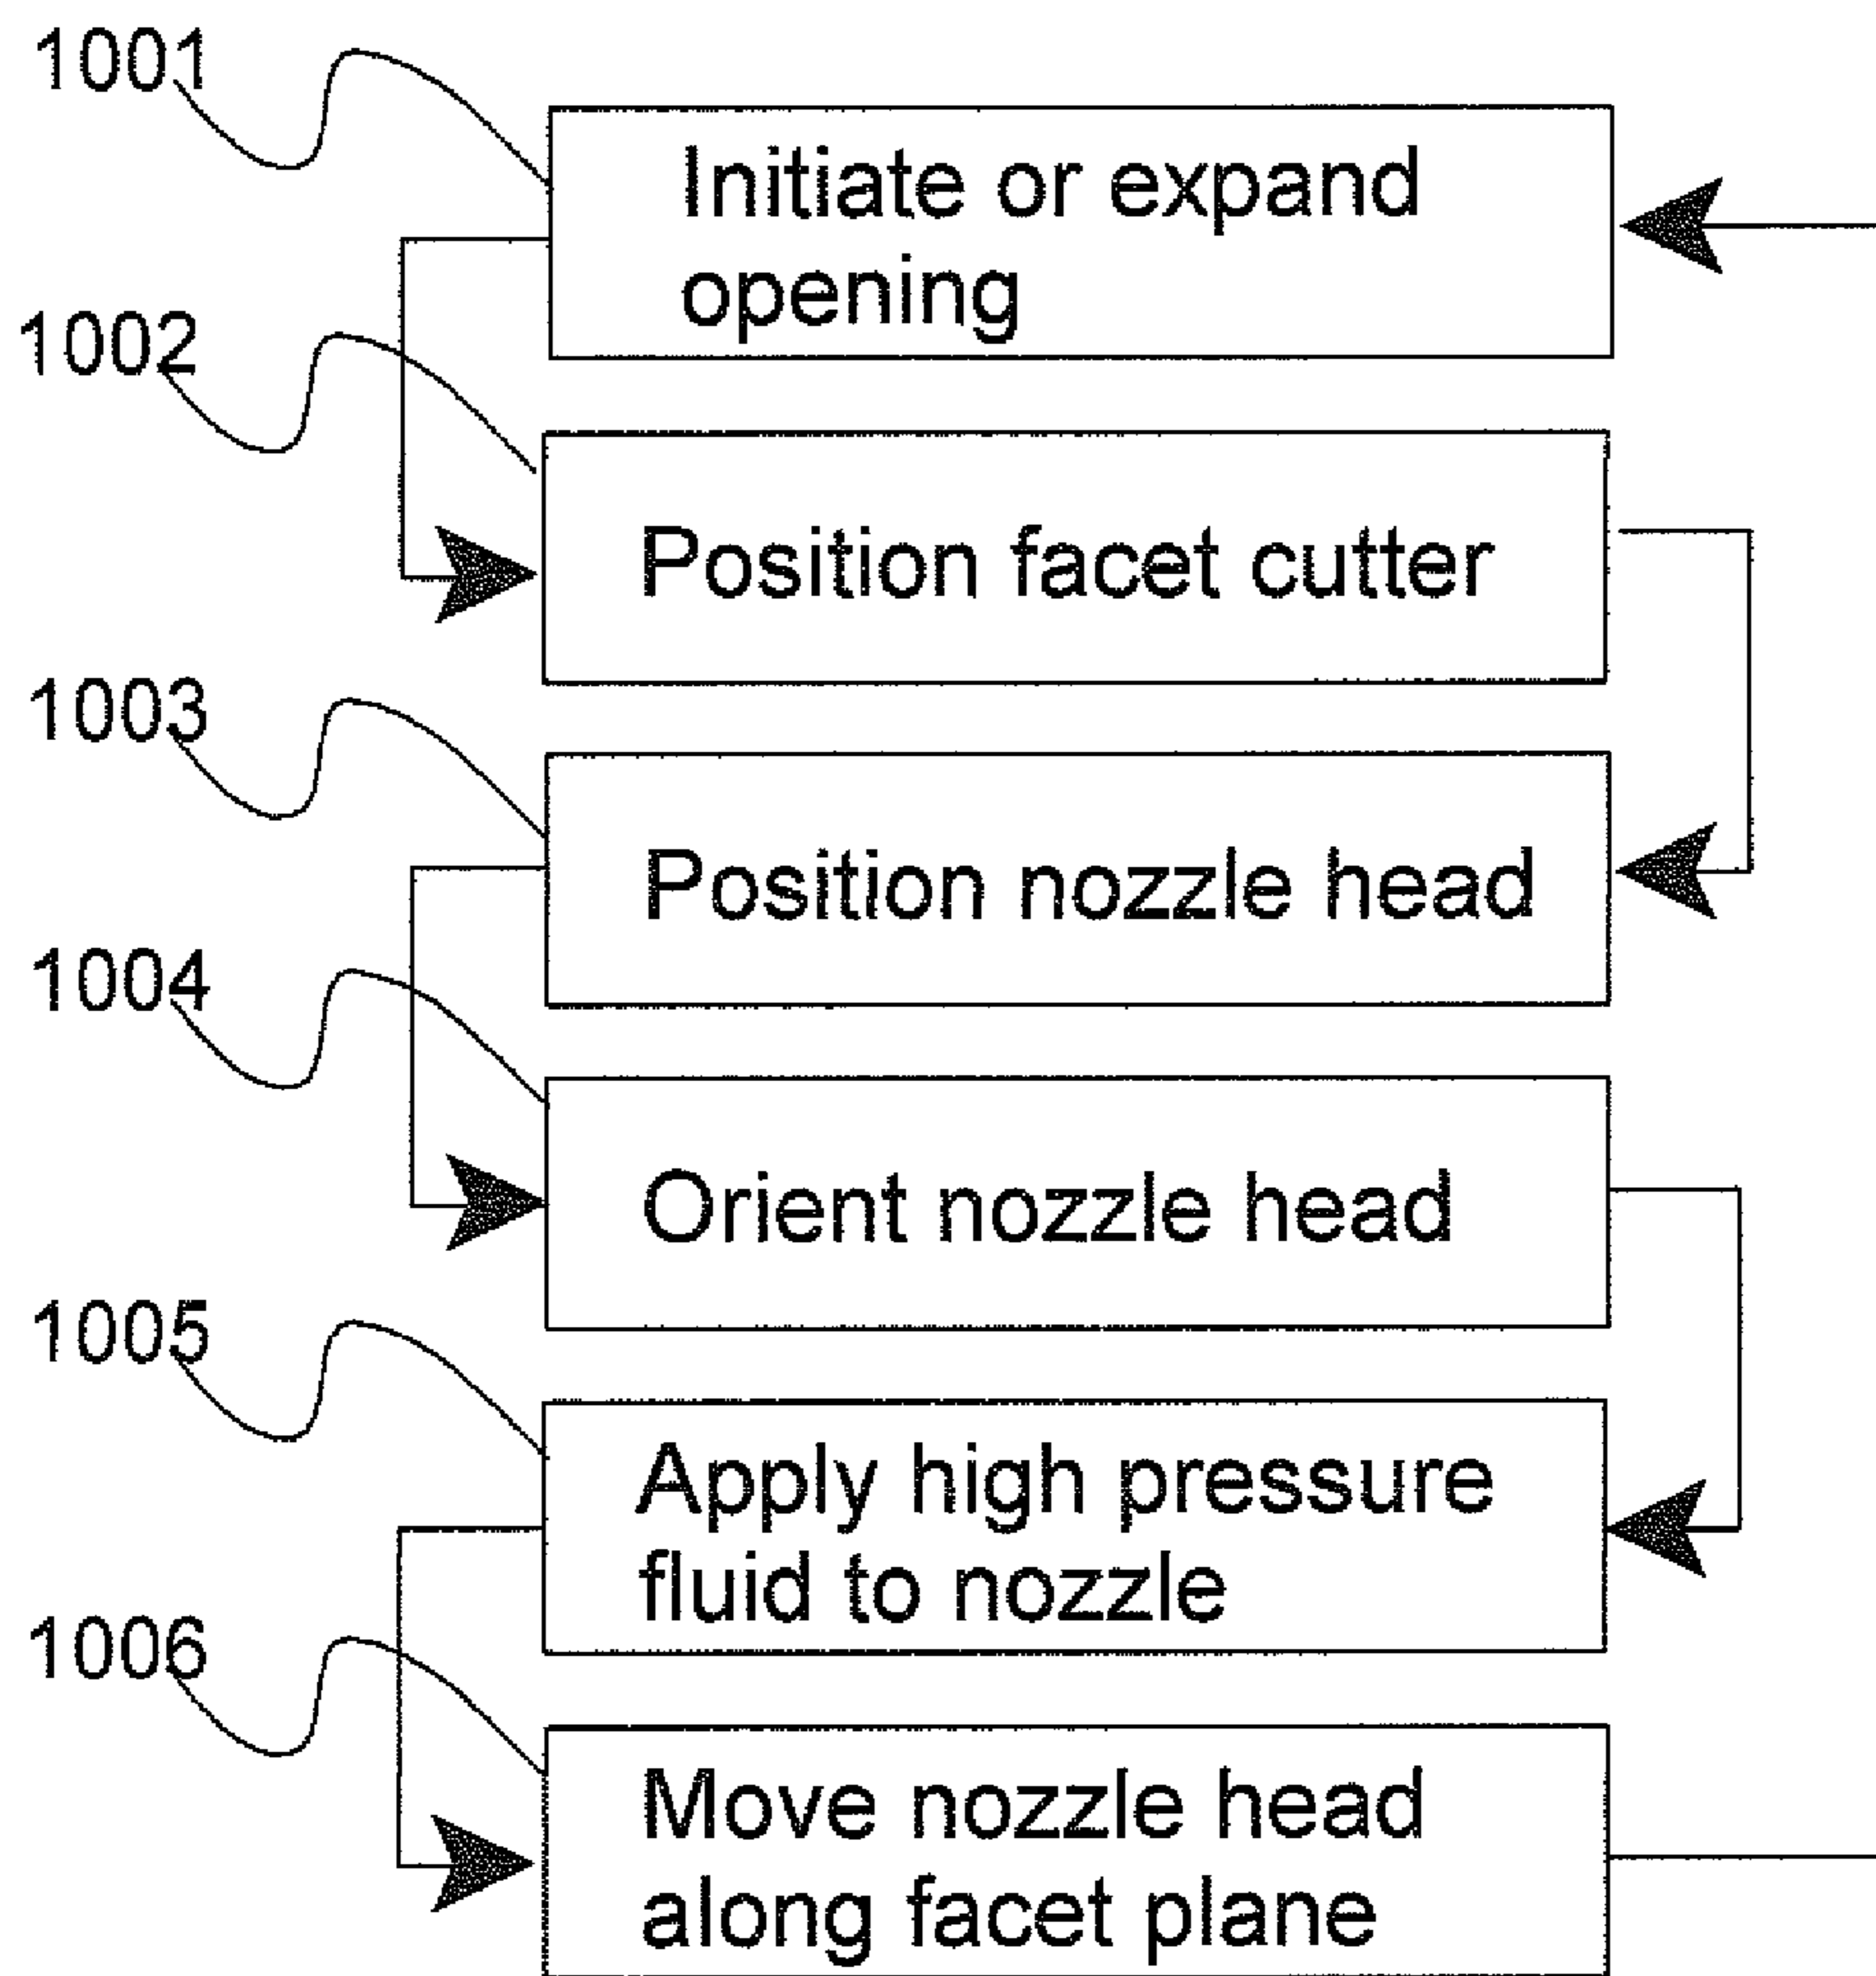 1001
Initiate or expand
opening
1002
Position facet cutter
1003
Position nozzle head
1004
Orient nozzle head
1005
Apply high pressure
fluid to nozzle
1006
Move nozzle head
along facet plane